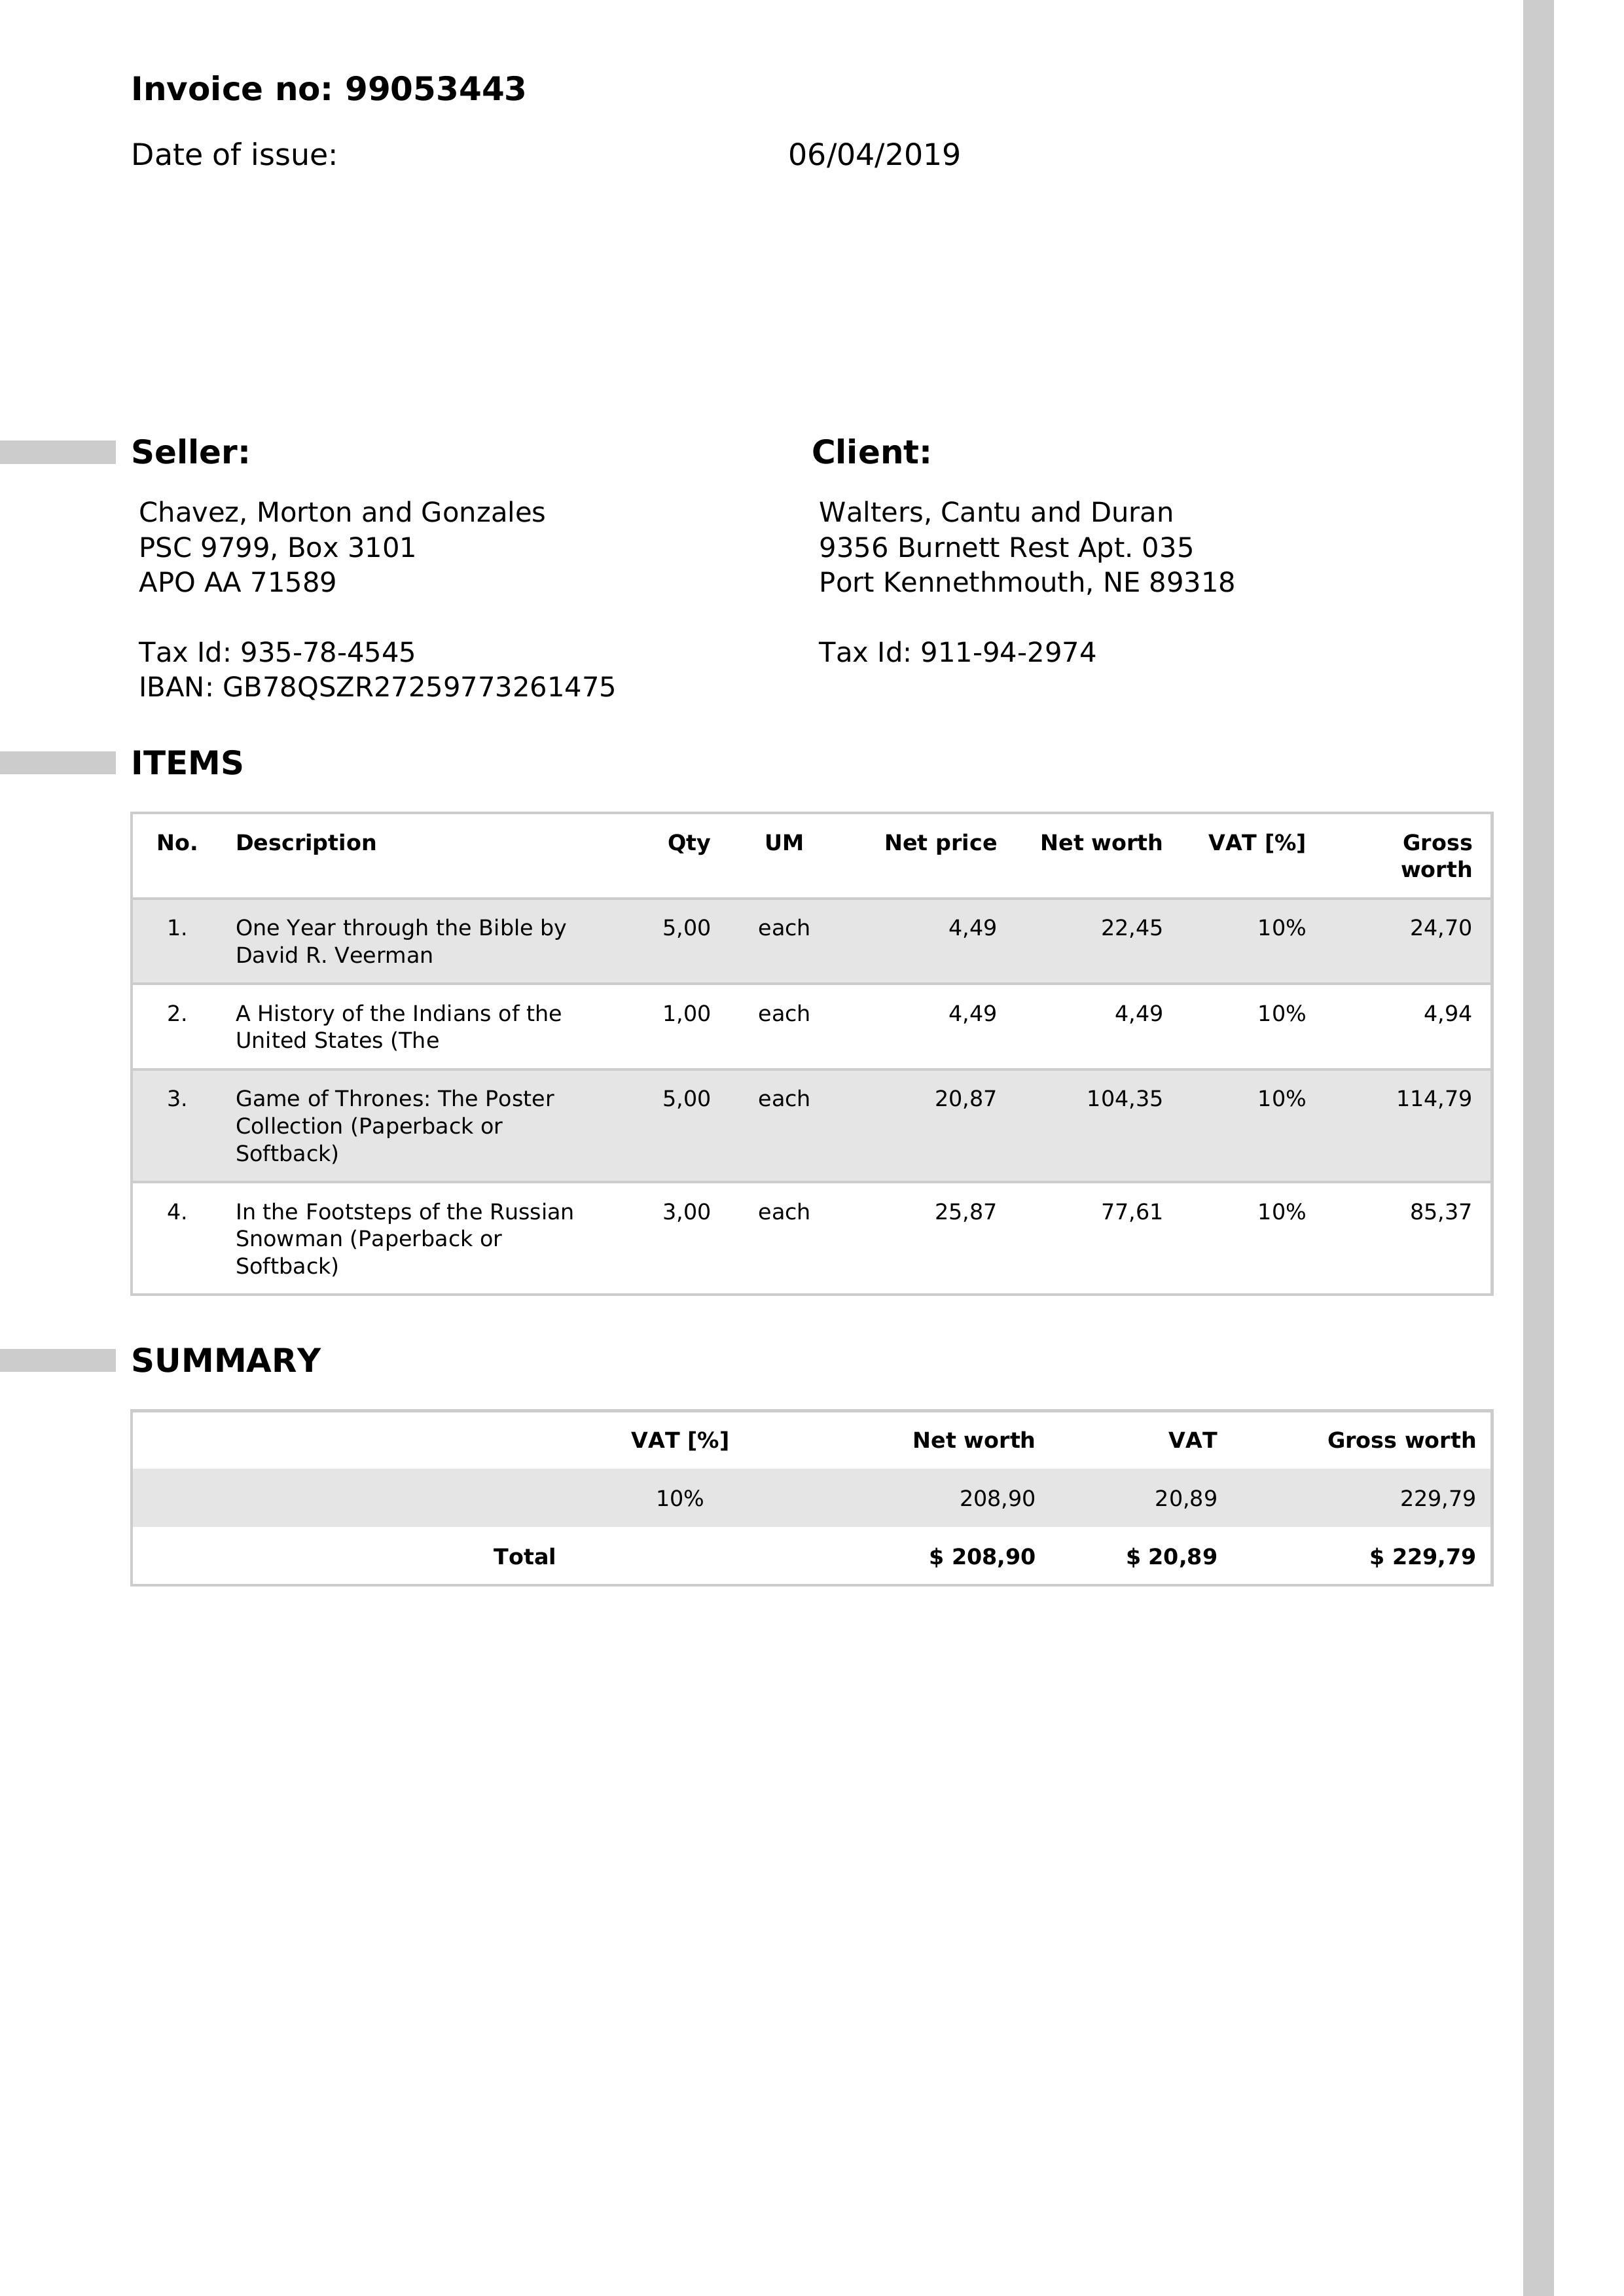 Invoice no: 99053443
Date of issue: 06/04/2019
Seller:
Chavez, Morton and Gonzales
PSC 9799, Box 3101
APO AA 71589
Tax Id: 935-78-4545
IBAN: GB78QSZR27259773261475
Client:
Walters, Cantu and Duran
9356 Burnett Rest Apt. 035
Port Kennethmouth, NE 89318
Tax Id: 911-94-2974
ITEMS
No. Description Qty UM Net price Net worth VAT [%] Gross
worth
1. One Year through the Bible by 5,00 each 4,49 22,45 10% 24,70
David R. Veerman
2. A History of the Indians of the 1,00 each 4,49 4,49 10% 4,94
United States (The
3. Game of Thrones: The Poster 5,00 each 20,87 104,35 10% 114,79
Collection (Paperback or
Softback)
4. In the Footsteps of the Russian 3,00 each 25,87 77,61 10% 85,37
Snowman (Paperback or
Softback)
SUMMARY
VAT [%] Net worth VAT Gross worth
10% 208,90 20,89 229,79
Total $ 208,90 $ 20,89 $ 229,79